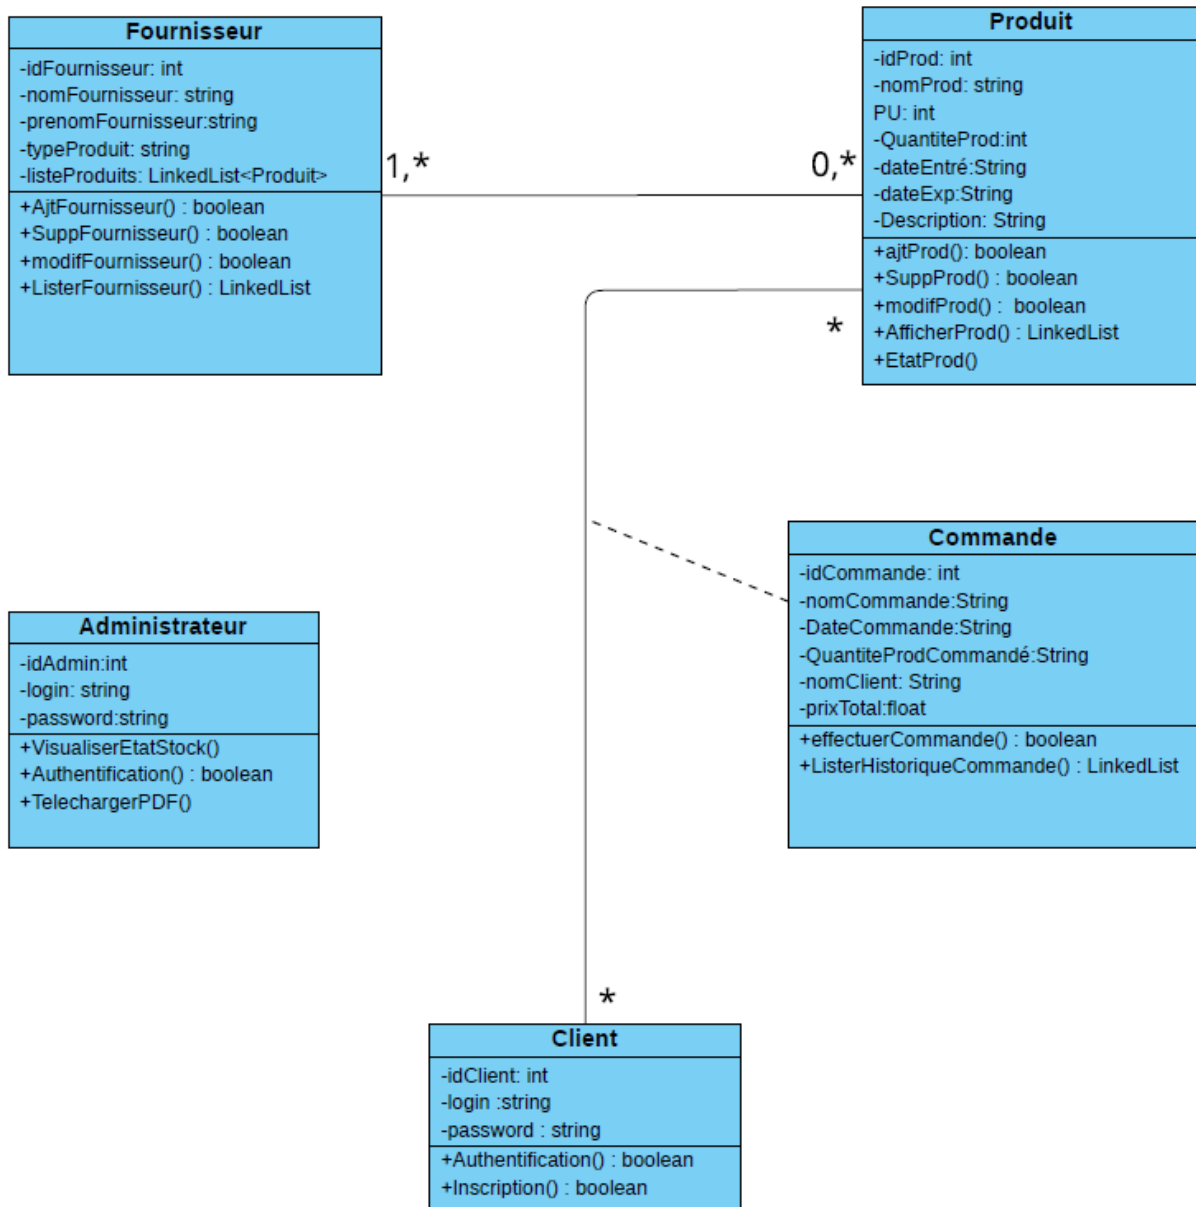 Fournisseur
-idFournisseur: int
-nomFournisseur: string
-prenomFournisseur:string
-typeProduit: string
-listeProduits: LinkedList<Produit>
+AjtFournisseur() : boolean
+SuppFournisseur() : boolean
+modifFournisseur() : boolean
+ListerFournisseur() : LinkedList
1,*
0,*
Produit
-idProd: int
-nomProd: string
PU: int
-QuantiteProd:int
-dateEntré:String
-dateExp:String
-Description: String
+ajtProd(): boolean
+SuppProd() : boolean
+modifProd() : boolean
+AfficherProd() : LinkedList
+EtatProd()
*
Commande
-idCommande: int
-nomCommande:String
-DateCommande:String
-QuantiteProdCommandé:String
-nomClient: String
-prixTotal:float
+effectuerCommande() : boolean
+ListerHistoriqueCommande() : LinkedList
Administrateur
-idAdmin:int
-login: string
-password:string
+VisualiserEtatStock()
+Authentification() : boolean
+TelechargerPDF()
*
Client
-idClient: int
-login :string
-password : string
+Authentification() : boolean
+Inscription() : boolean